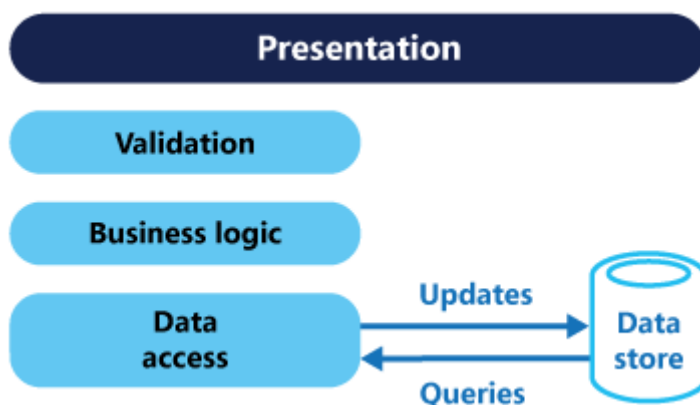 Presentation
Validation
Business logic
Data
access
Updates
Queries
Data
store